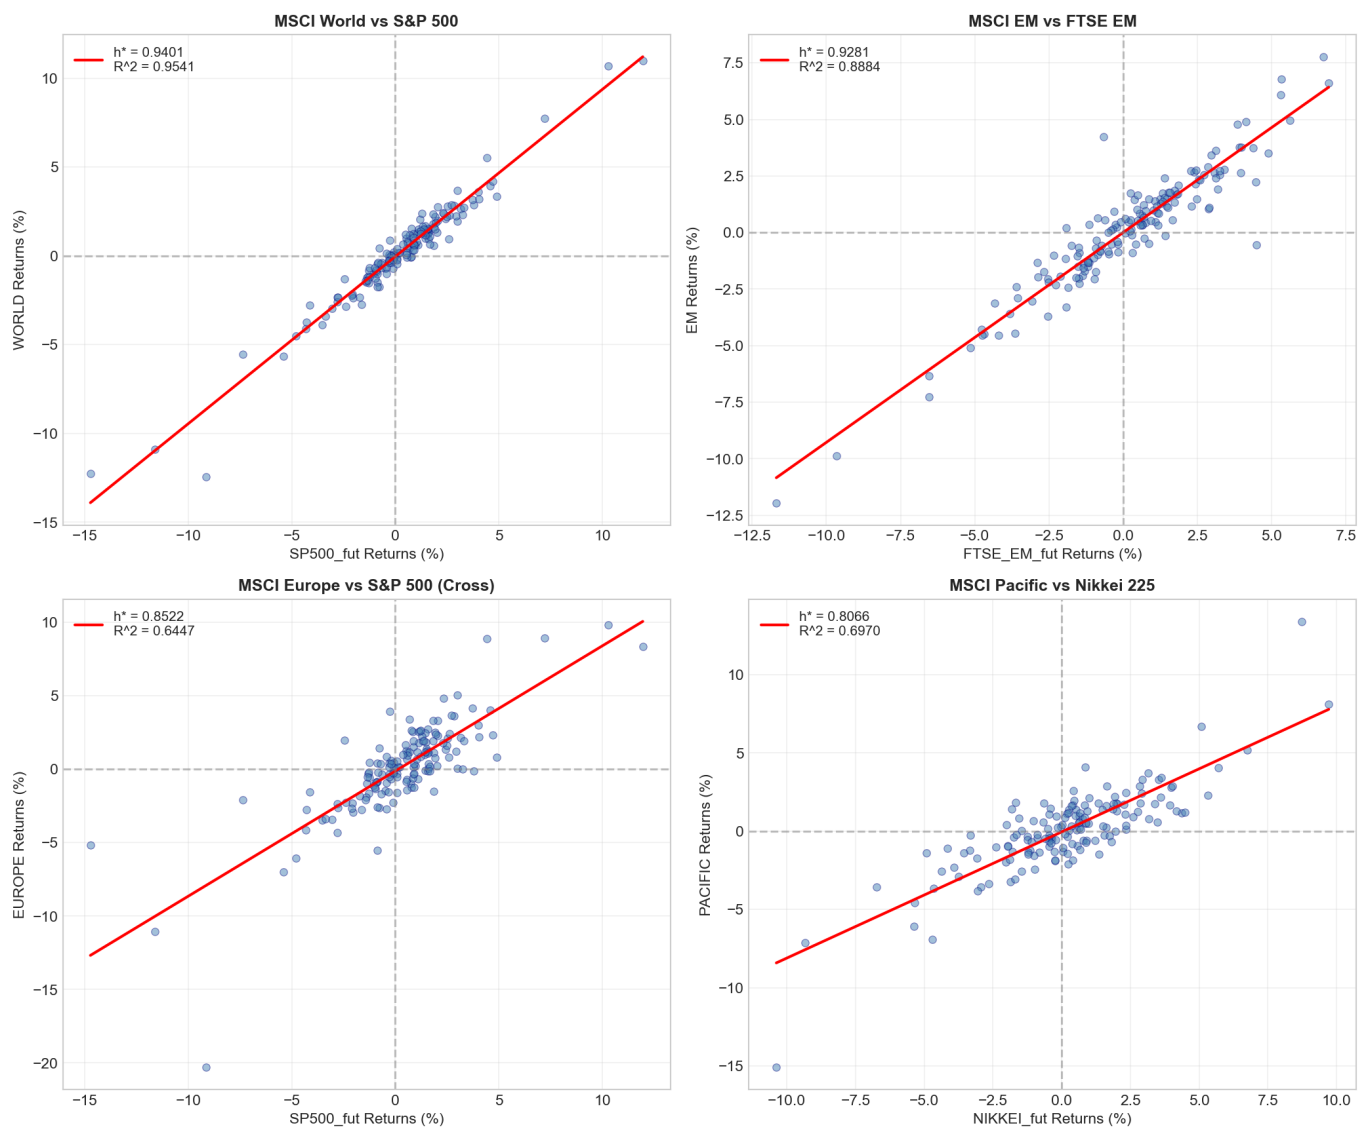 MSCI World vs S&P 500
h* = 0.9401
R^2 = 0.9541
10
5
0
−5
−10
−15
WORLD Returns (%)
−15
−10
−5
0
5
10
SP500_fut Returns (%)
MSCI EM vs FTSE EM
h* = 0.9281
R^2 = 0.8884
7.5
5.0
2.5
0.0
−2.5
−5.0
−7.5
−10.0
−12.5
EM Returns (%)
−12.5
−10.0
−7.5
−5.0
−2.5
0.0
2.5
5.0
7.5
FTSE_EM_fut Returns (%)
MSCI Europe vs S&P 500 (Cross)
h* = 0.8522
R^2 = 0.6447
10
5
0
−5
−10
−15
−20
EUROPE Returns (%)
−15
−10
−5
0
5
10
SP500_fut Returns (%)
MSCI Pacific vs Nikkei 225
h* = 0.8066
R^2 = 0.6970
10
5
0
−5
−10
−15
PACIFIC Returns (%)
−10.0
−7.5
−5.0
−2.5
0.0
2.5
5.0
7.5
10.0
NIKKEI_fut Returns (%)